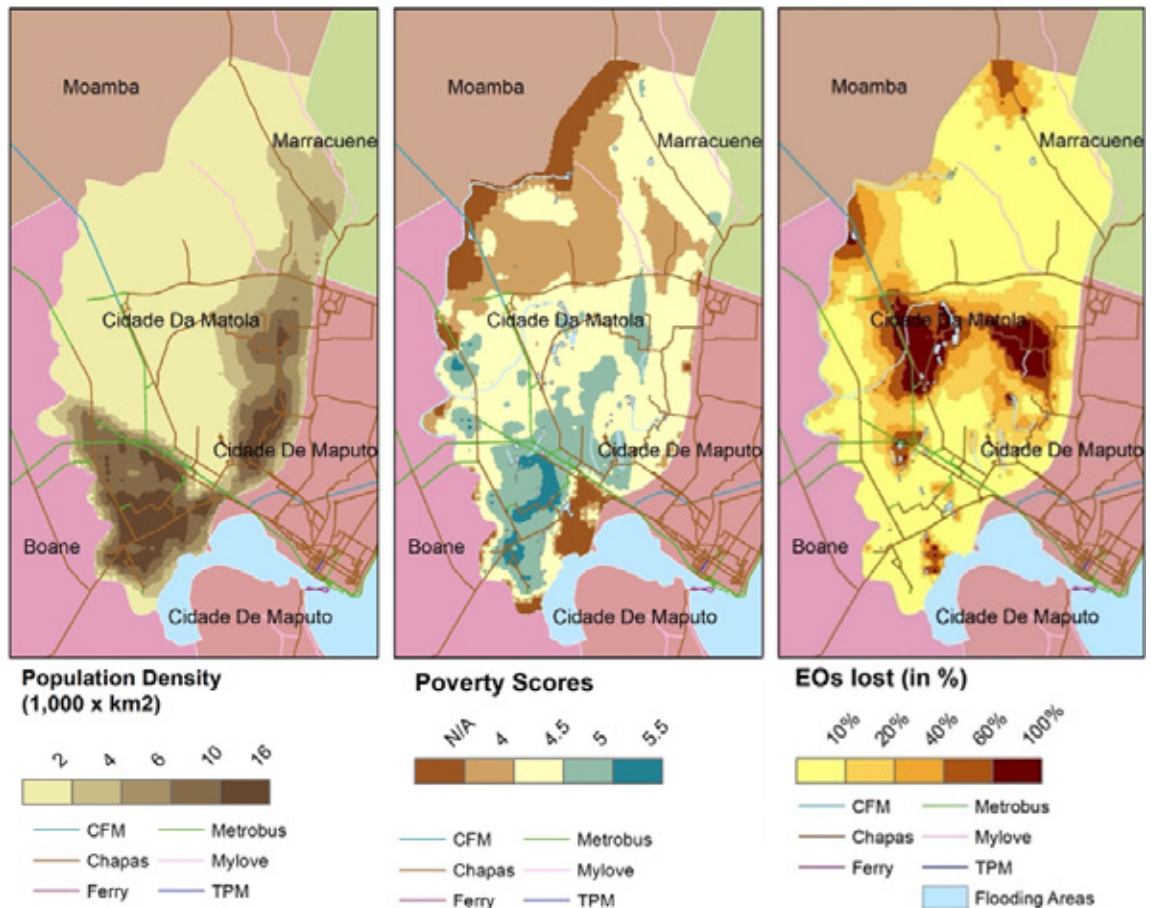 Moamba
Marracuene
Cidade Da Matola
Cidade De Maputo
Boane
Cidade De Maputo
Population Density
(1,000 x km2)
2 4 6 10 16
CFM Metrobus
Chapas Mylove
Ferry TPM
Moamba
Marracuene
Cidade Da Matola
Cidade De Maputo
Boane
Cidade De Maputo
Poverty Scores
N/A 4 4.5 5 5.5
CFM Metrobus
Chapas Mylove
Ferry TPM
Moamba
Marracuene
Cidade Da Matola
Cidade De Maputo
Boane
Cidade De Maputo
EOs lost (in %)
10% 20% 40% 60% 100%
CFM Metrobus
Chapas Mylove
Ferry TPM
Flooding Areas